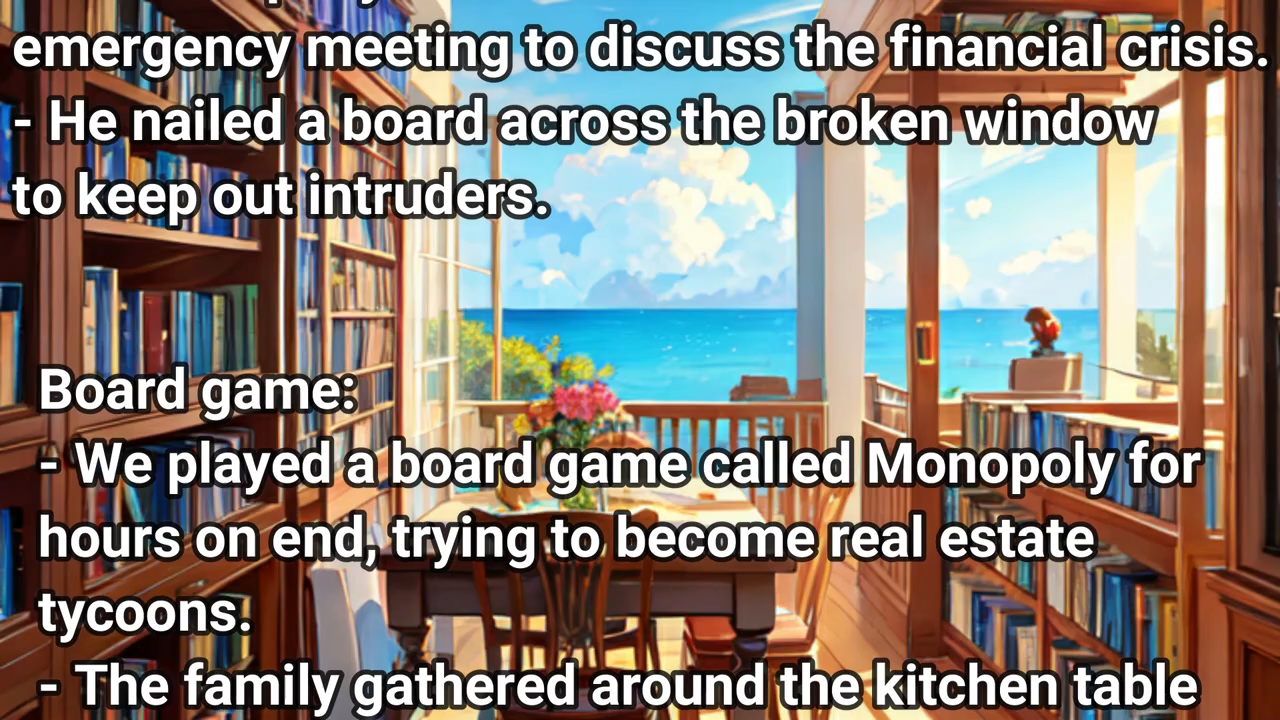 emergency meeting to discuss the financial crisis.
- He nailed a board across the broken window
to keep out intruders.
Board game:
- We played a board game called Monopoly for
hours on end, trying to become real estate
tycoons.
- The family gathered around the kitchen table